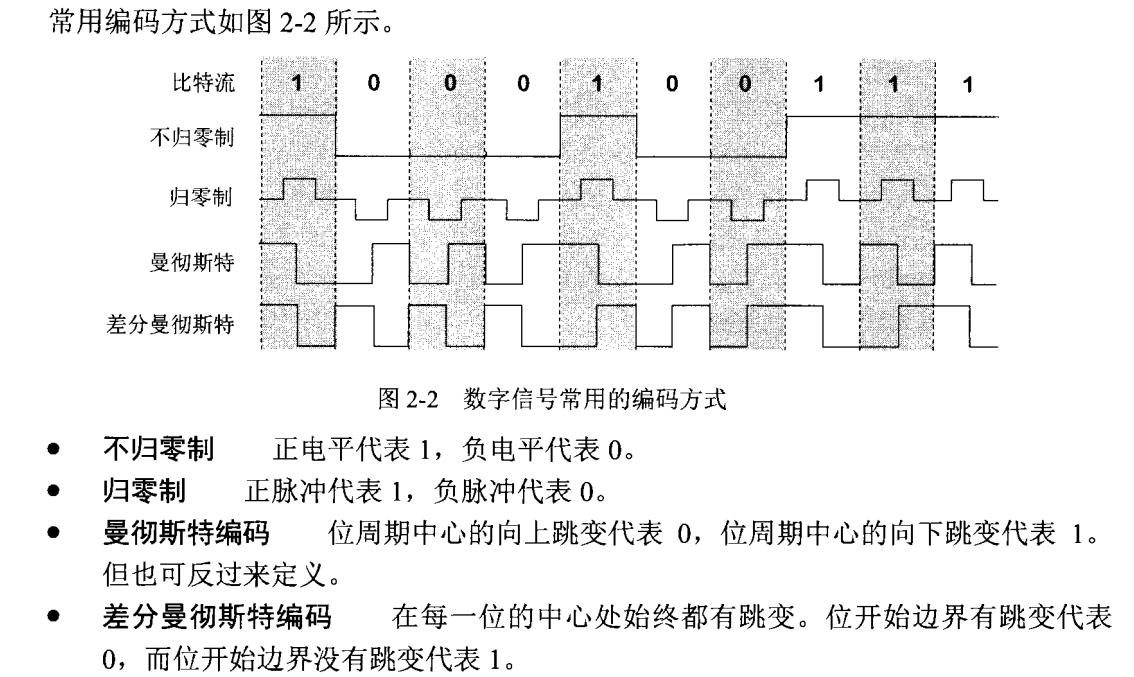 常用编码方式如图 2-2 所示。
比特流 1 0 0 0 1 0 0 1 1 1
不归零制
归零制
曼彻斯特
差分曼彻斯特
图 2-2 数字信号常用的编码方式
● 不归零制 正电平代表 1，负电平代表 0。
● 归零制 正脉冲代表 1，负脉冲代表 0。
● 曼彻斯特编码 位周期中心的向上跳变代表 0，位周期中心的向下跳变代表 1。
但也可反过来定义。
● 差分曼彻斯特编码 在每一位的中心处始终都有跳变。位开始边界有跳变代表
0，而位开始边界没有跳变代表 1。